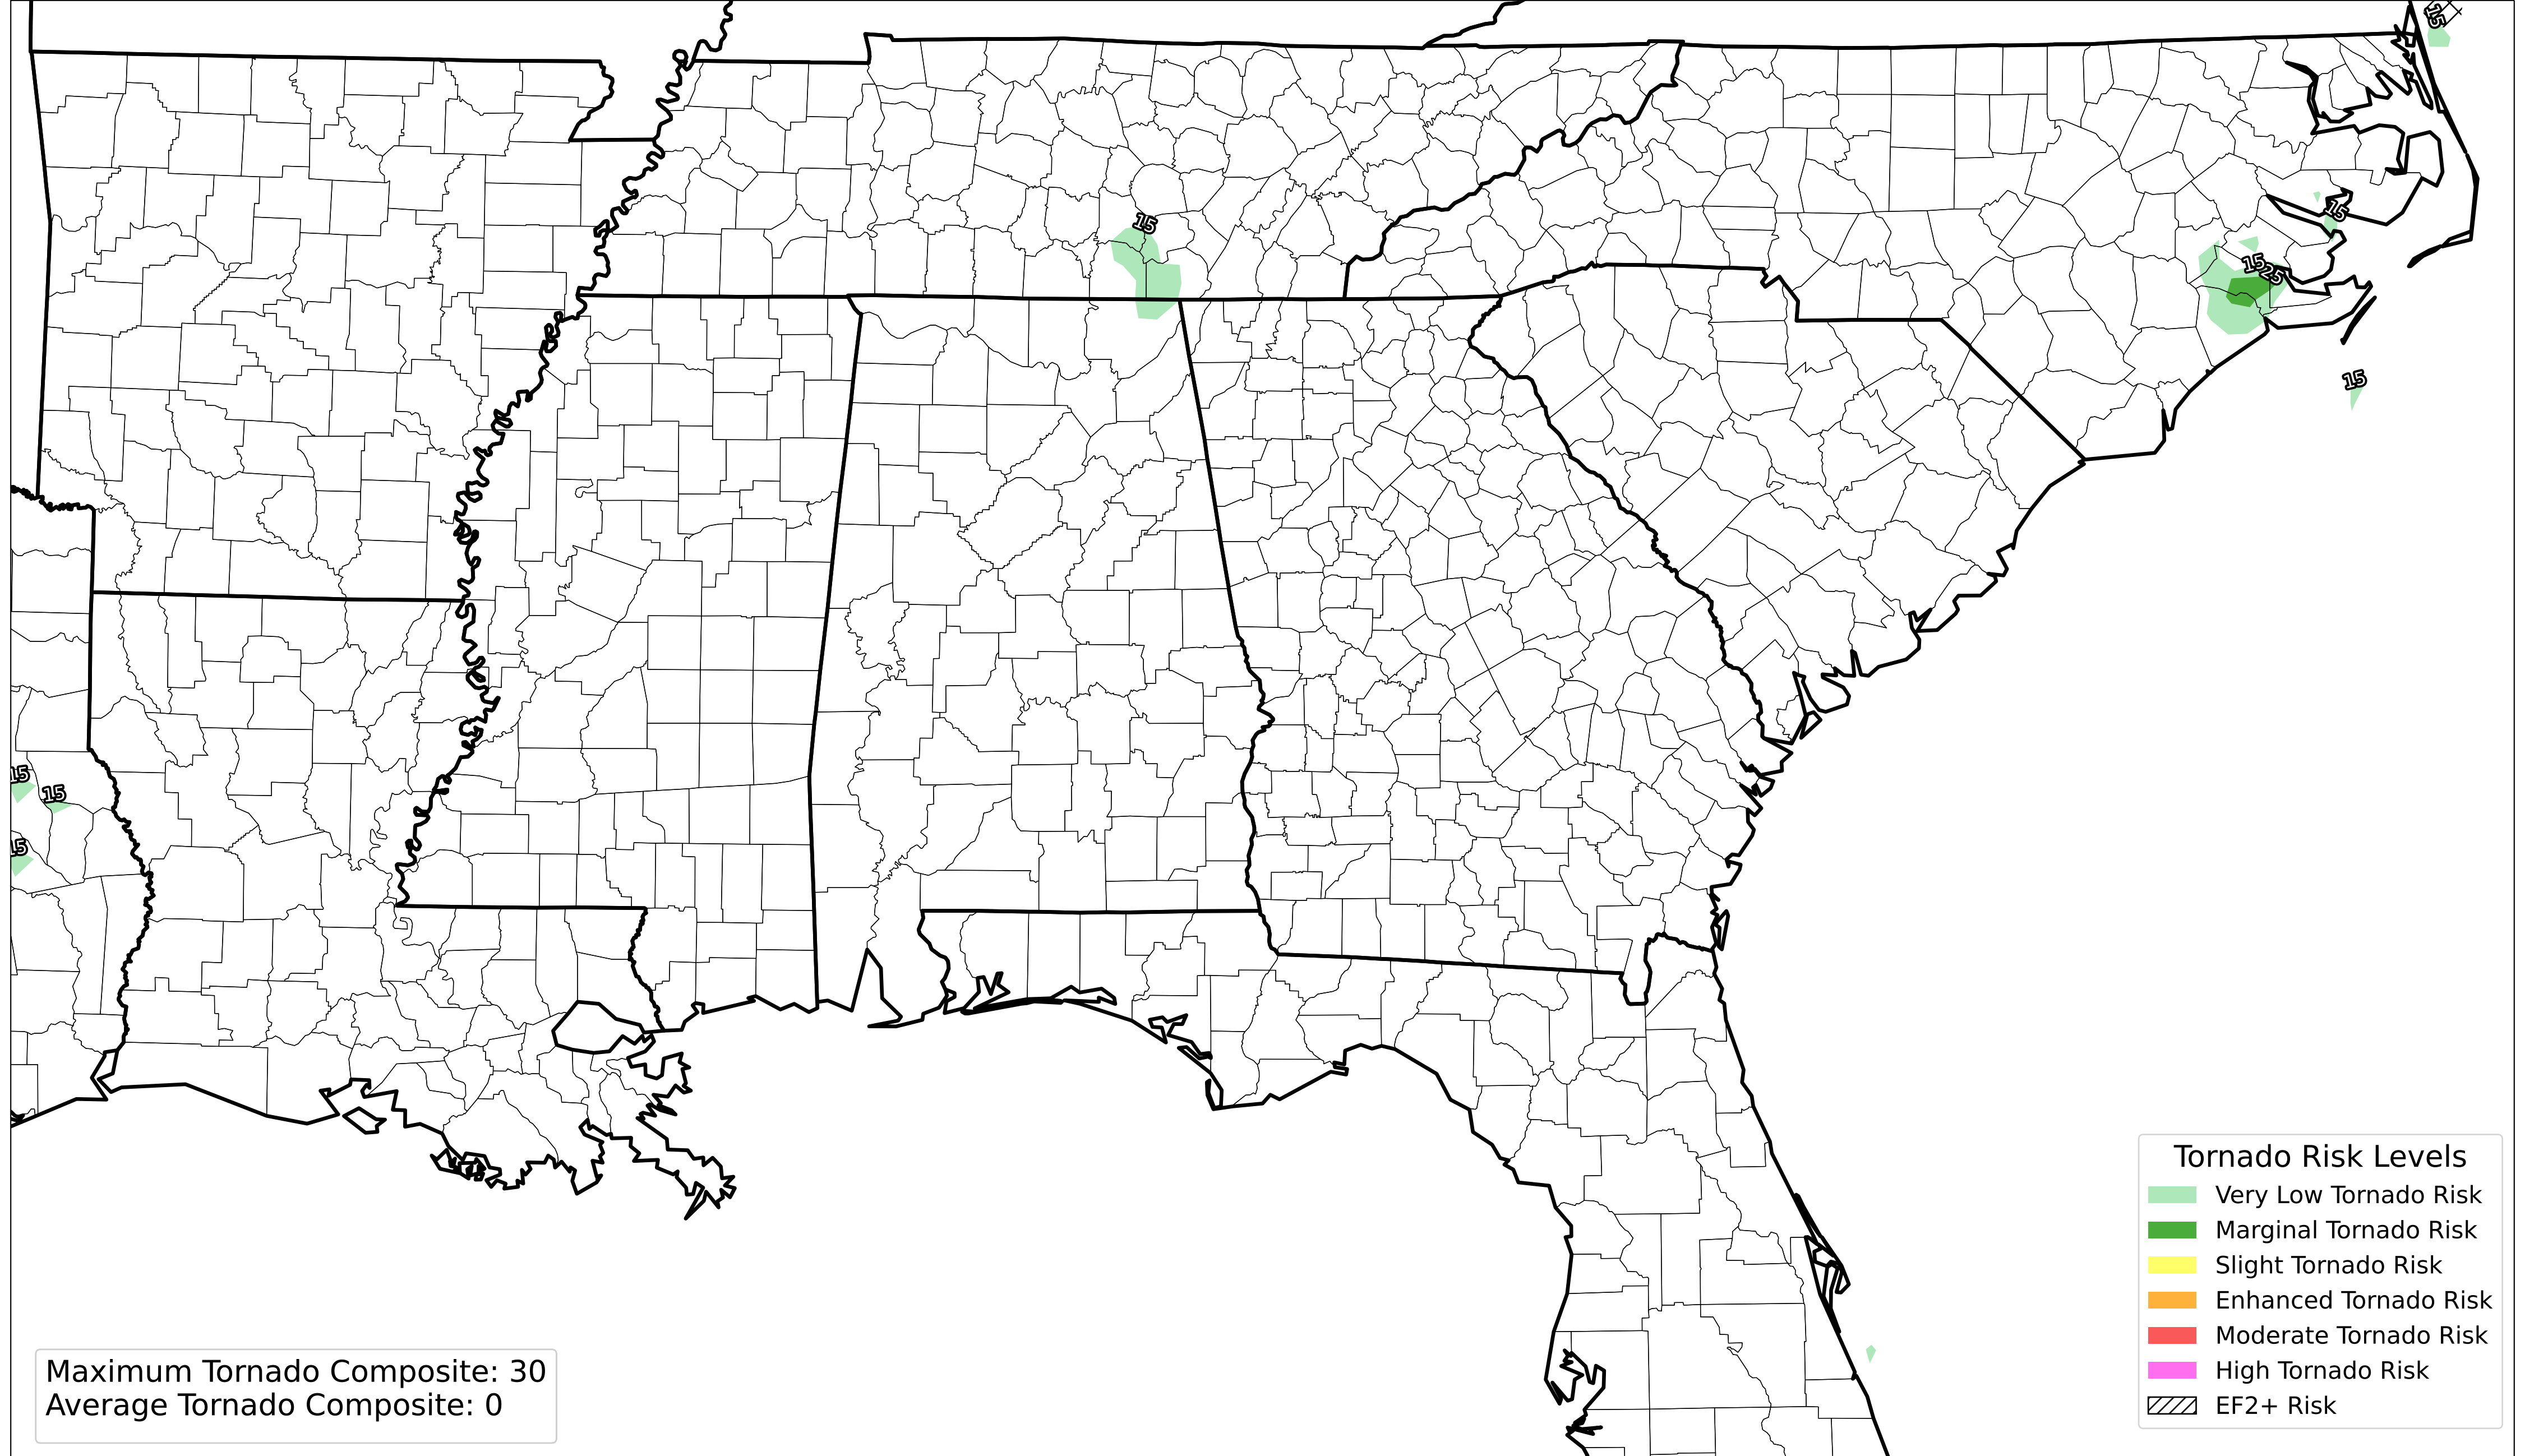 15
15
15
15 25
15
15
15
15
Tornado Risk Levels
Very Low Tornado Risk
Marginal Tornado Risk
Slight Tornado Risk
Enhanced Tornado Risk
Moderate Tornado Risk
High Tornado Risk
EF2+ Risk
Maximum Tornado Composite: 30
Average Tornado Composite: 0